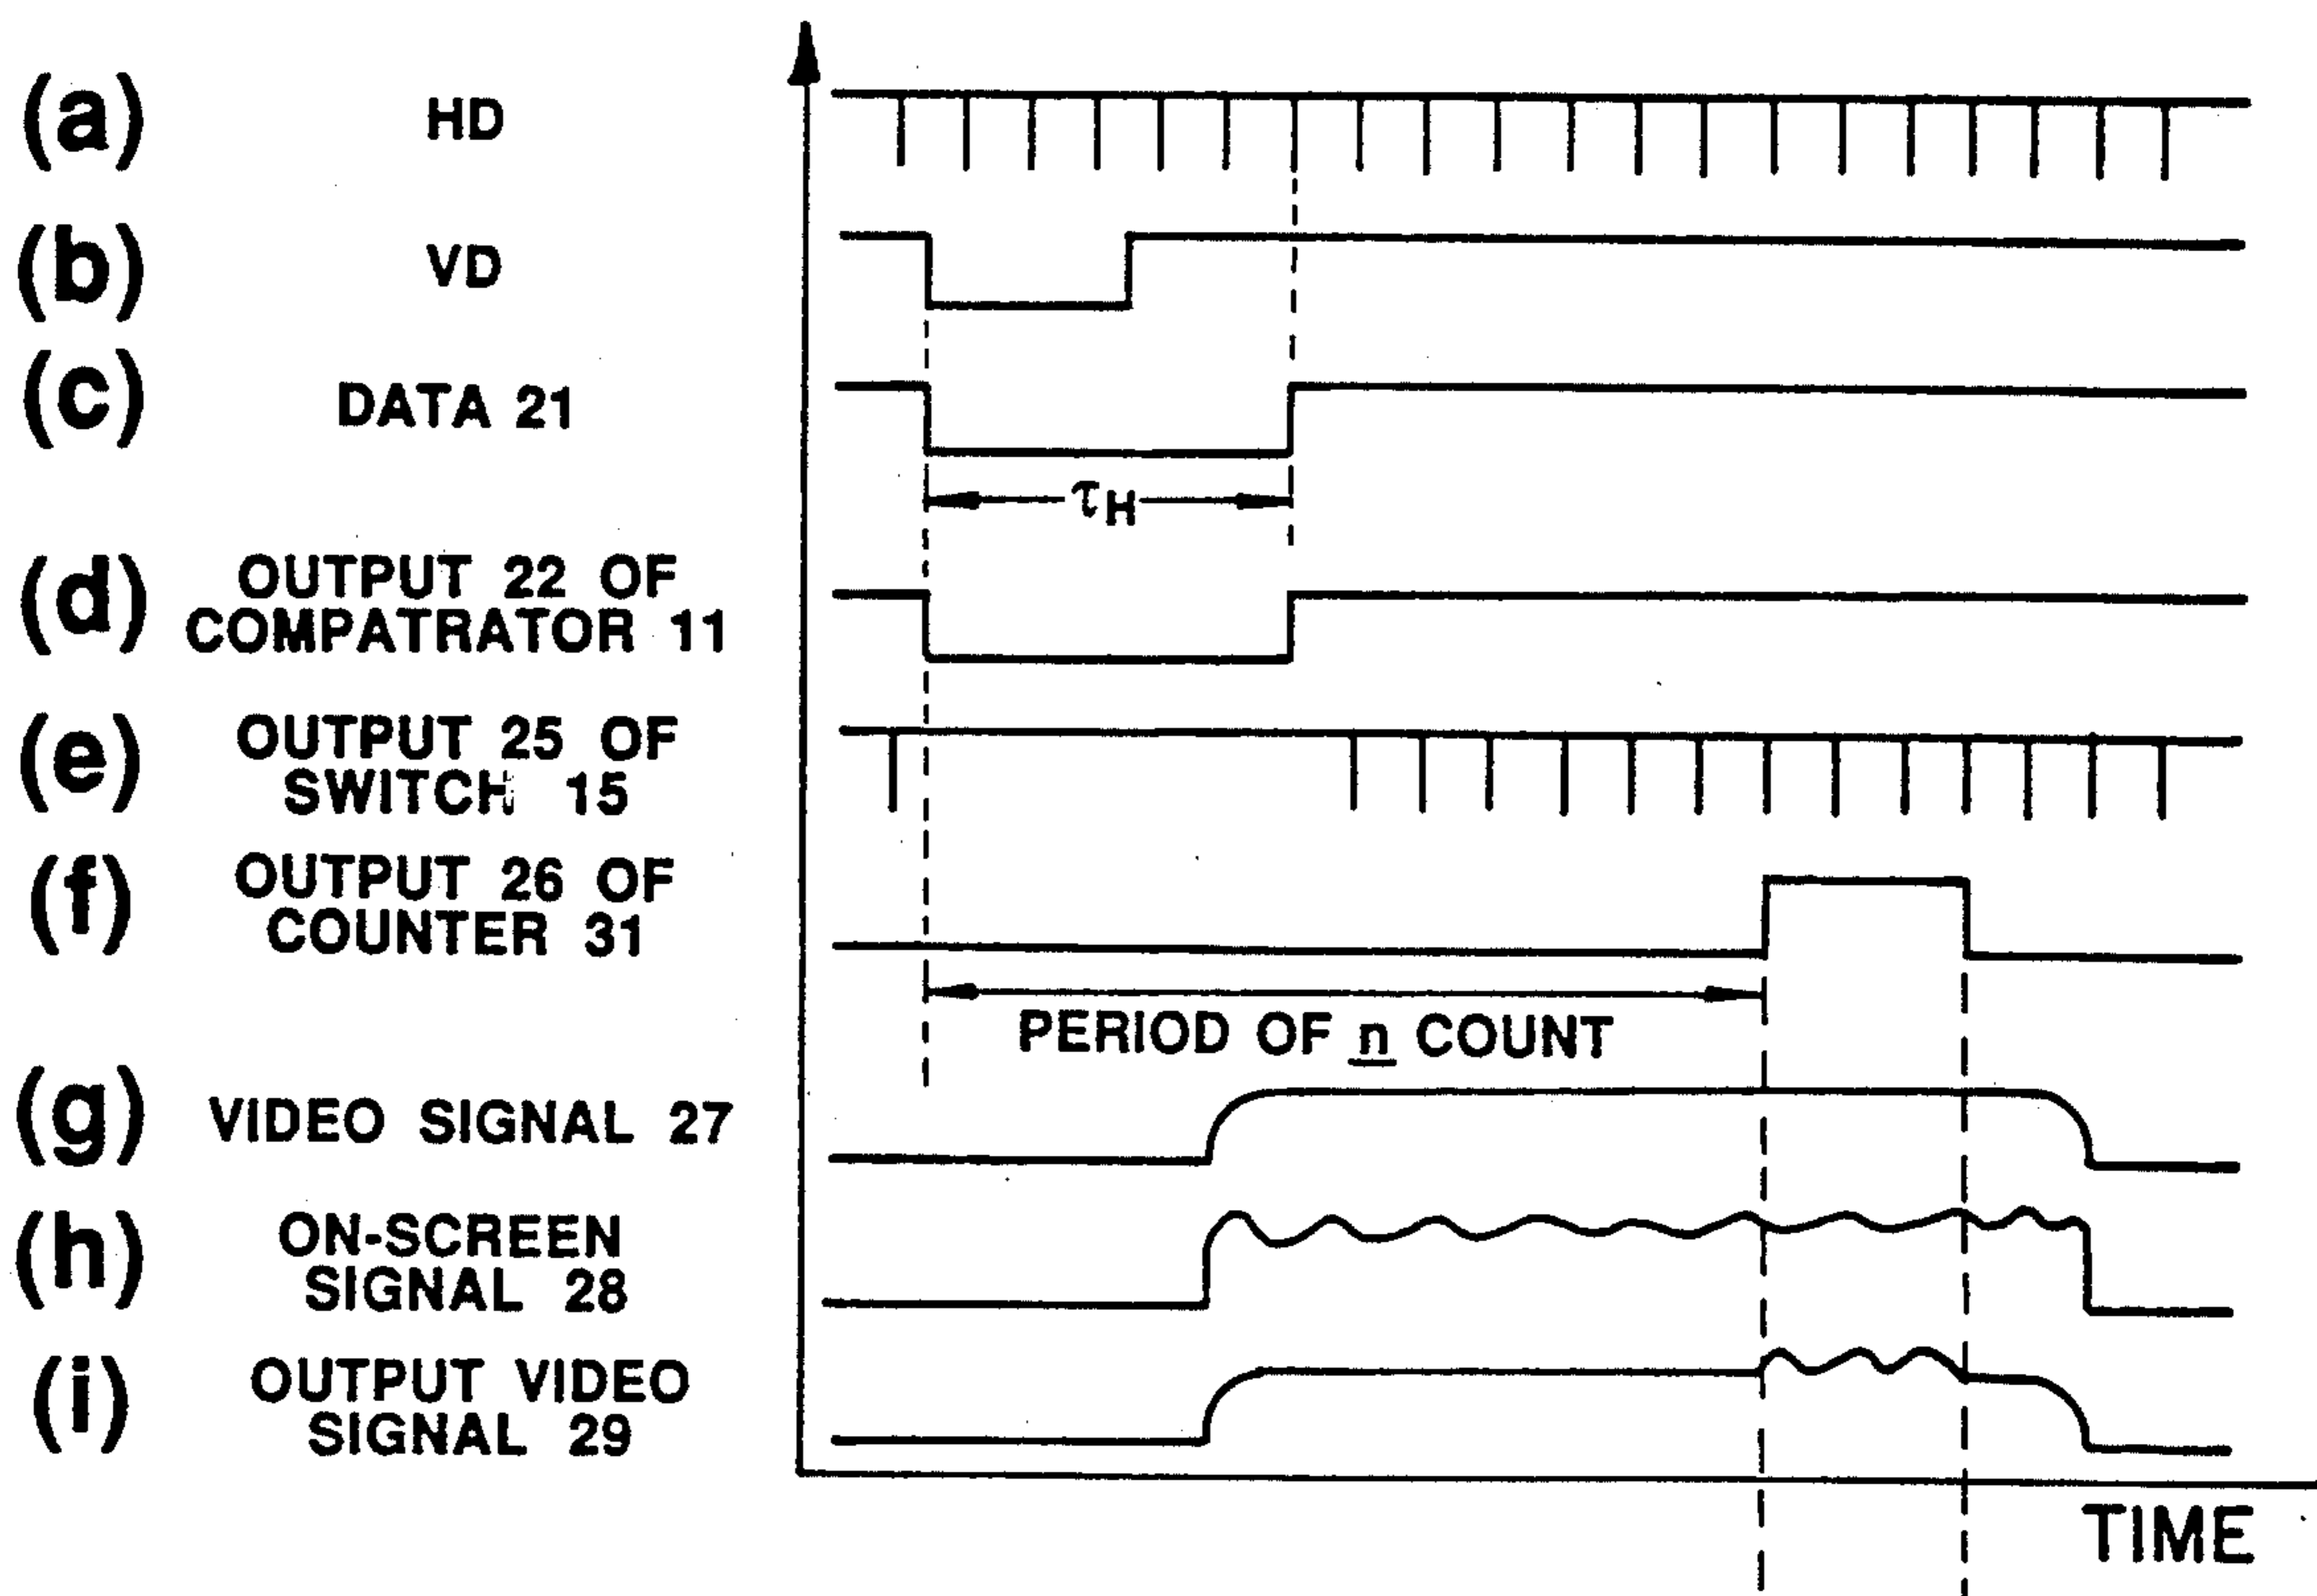 (a) HD
(b) VD
(c) DATA 21
τH
(d) OUTPUT 22 OF
COMPATRATOR 11
(e) OUTPUT 25 OF
SWITCH 15
(f) OUTPUT 26 OF
COUNTER 31
PERIOD OF n COUNT
(g) VIDEO SIGNAL 27
(h) ON-SCREEN
SIGNAL 28
(i) OUTPUT VIDEO
SIGNAL 29
TIME